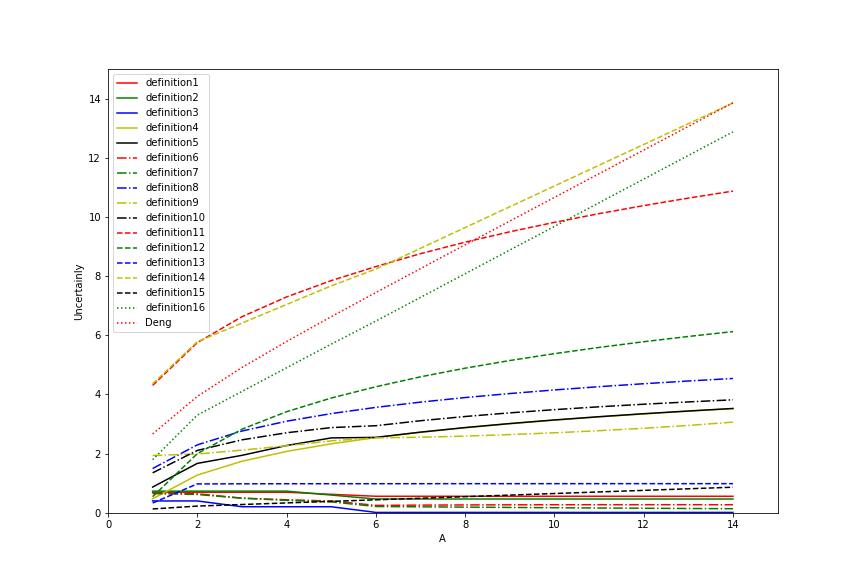 definition1
definition2
definition3
definition4
definition5
definition6
definition7
definition8
definition9
definition10
definition11
definition12
definition13
definition14
definition15
definition16
Deng
14
12
10
8
6
4
2
0
Uncertainly
0 2 4 6 8 10 12 14
A